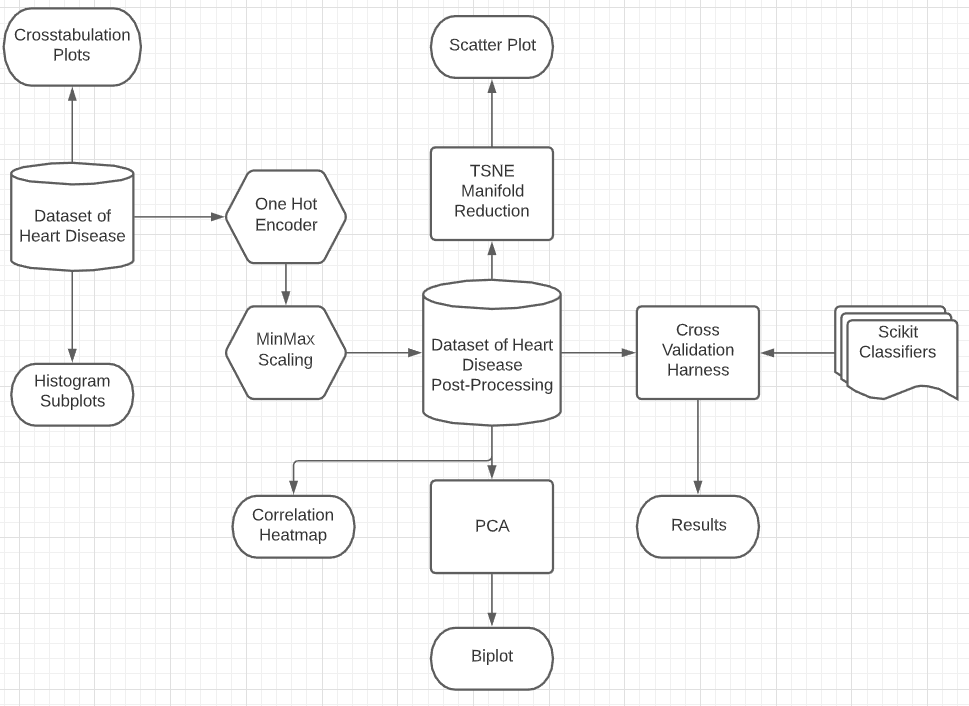 Crosstabulation
Plots
Scatter Plot
TSNE
Manifold
Reduction
Dataset of
Heart Disease
One Hot
Encoder
MinMax
Scaling
Dataset of Heart
Disease
Post-Processing
Cross
Validation
Harness
Scikit
Classifiers
Histogram
Subplots
Correlation
Heatmap
PCA
Results
Biplot